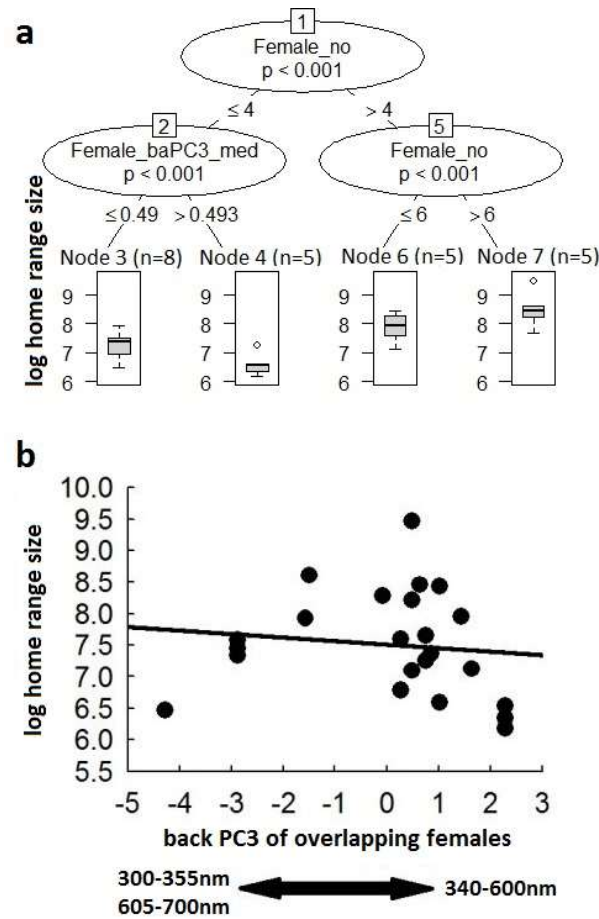 a
1
Female_no
p < 0.001
≤ 4
> 4
2
Female_baPC3_med
p < 0.001
5
Female_no
p < 0.001
≤ 0.49
> 0.493
≤ 6
> 6
Node 3 (n=8)
Node 4 (n=5)
Node 6 (n=5)
Node 7 (n=5)
log home range size
9 9 9 9
8 8 8 8
7 7 7 7
6 6 6 6
b
log home range size
10.0
9.5
9.0
8.5
8.0
7.5
7.0
6.5
6.0
5.5
-5 -4 -3 -2 -1 0 1 2 3
back PC3 of overlapping females
300-355nm
605-700nm
340-600nm